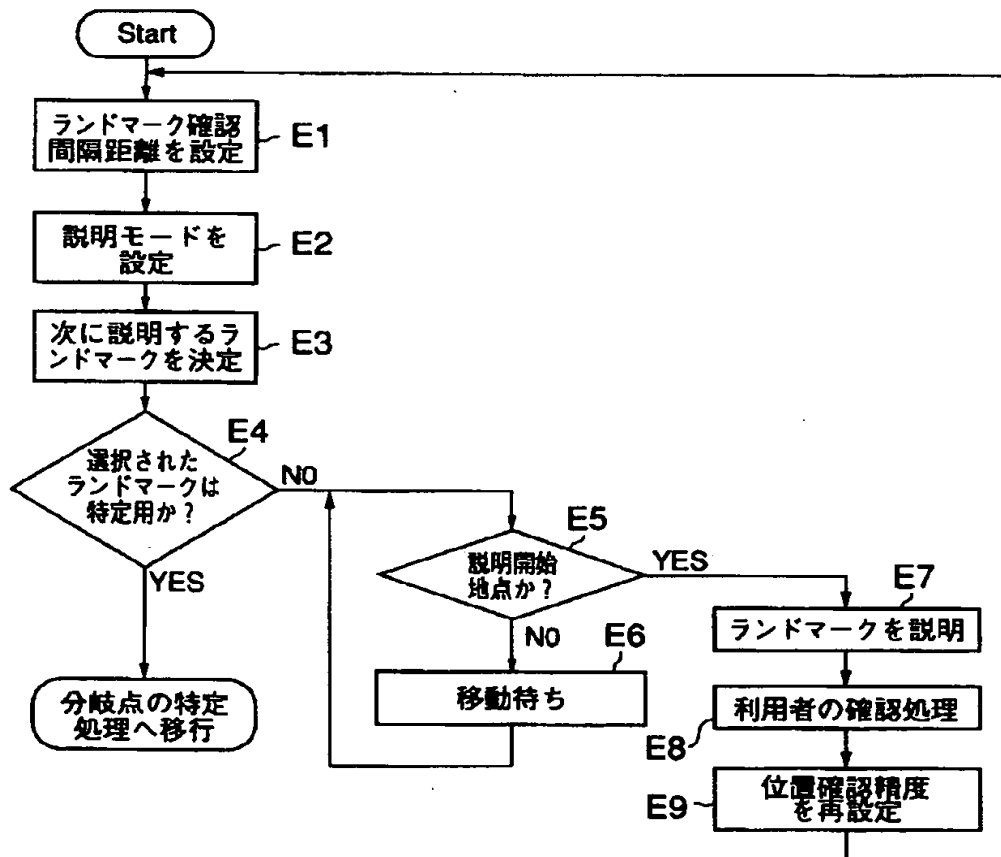 Start
ランドマーク確認
間隔距離を設定
E1
説明モードを
設定
E2
次に説明するラ
ンドマークを決定
E3
E4
選択された
ランドマークは
特定用か？
NO
YES
分岐点の特定
処理へ移行
E5
説明開始
地点か？
YES
NO
E6
移動待ち
E7
ランドマークを説明
利用者の確認処理
E8
位置確認精度
を再設定
E9